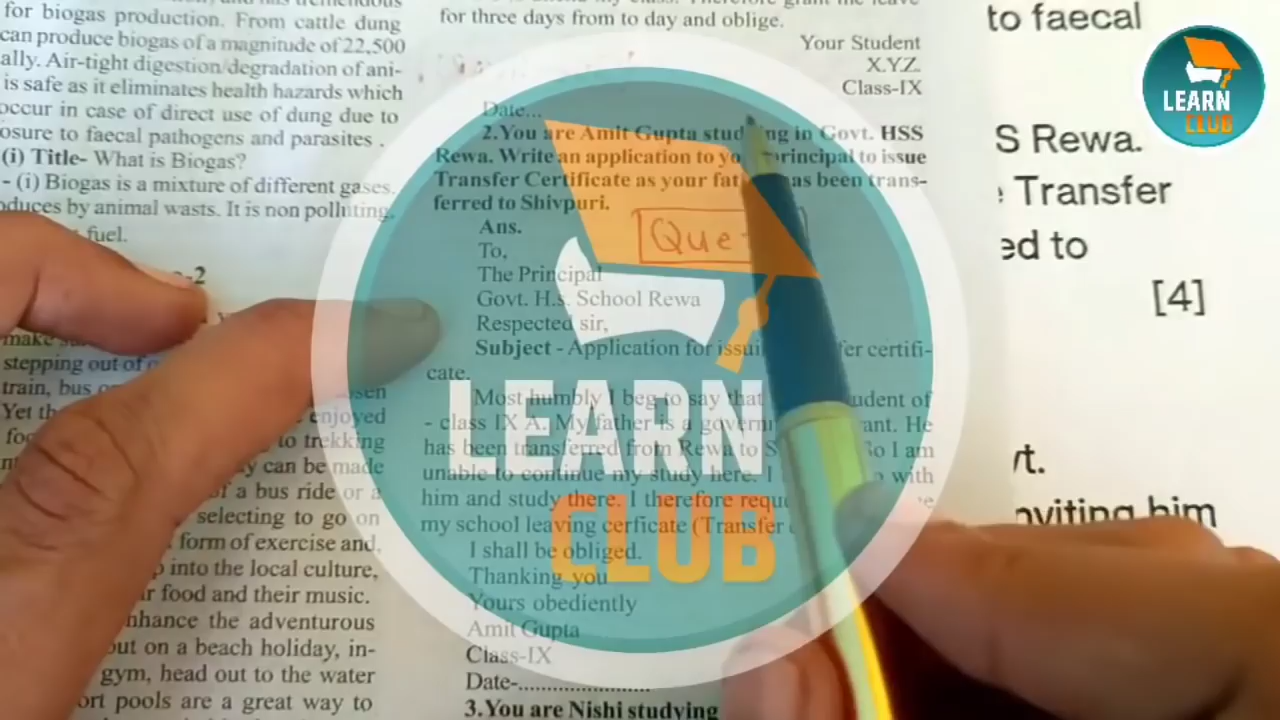 for biogas production. From cattle dung
can produce biogas of a magnitude of 22,500
ally. Air-tight digestion/degradation of ani-
is safe as it eliminates health hazards which
occur in case of direct use of dung due to
osure to faecal pathogens and parasites .
(i) Title- What is Biogas?
- (i) Biogas is a mixture of different gases.
oduces by animal wasts. It is non polluting,
fuel.
-2
make
stepping out of
train, bus
Yet th
enjoyed
to trekking
y can be made
of a bus ride or a
selecting to go on
form of exercise and,
into the local culture,
ir food and their music.
nhance the adventurous
out on a beach holiday, in-
gym, head out to the water
ort pools are a great way to
for three days from to day and oblige.
Your Student
X.Y.Z.
Class-IX
Date...
2.You are Amit Gupta stud ing in Govt. HSS
Rewa. Write an application to yo principal to issue
Transfer Certificate as your fat as been trans-
ferred to Shivpuri.
Ans.
Que
To,
The Principal
Govt. H.s. School Rewa
Respected sir,
Subject - Application for issui fer certifi-
cate.
Most humbly I beg to say that udent of
- class IX A. My father is a governm ant. He
has been transferred from Rewa to S So I am
unable to continue my study here. I with
him and study there. I therefore requ
my school leaving cerficate (Transfer
I shall be obliged.
Thanking you
Yours obediently
Amit Gupta
Class-IX
Date-......................
3.You are Nishi studying
to faecal
S Rewa.
Transfer
ed to
[4]
rt.
nviting him
LEARN
CLUB
LEARN
CLUB